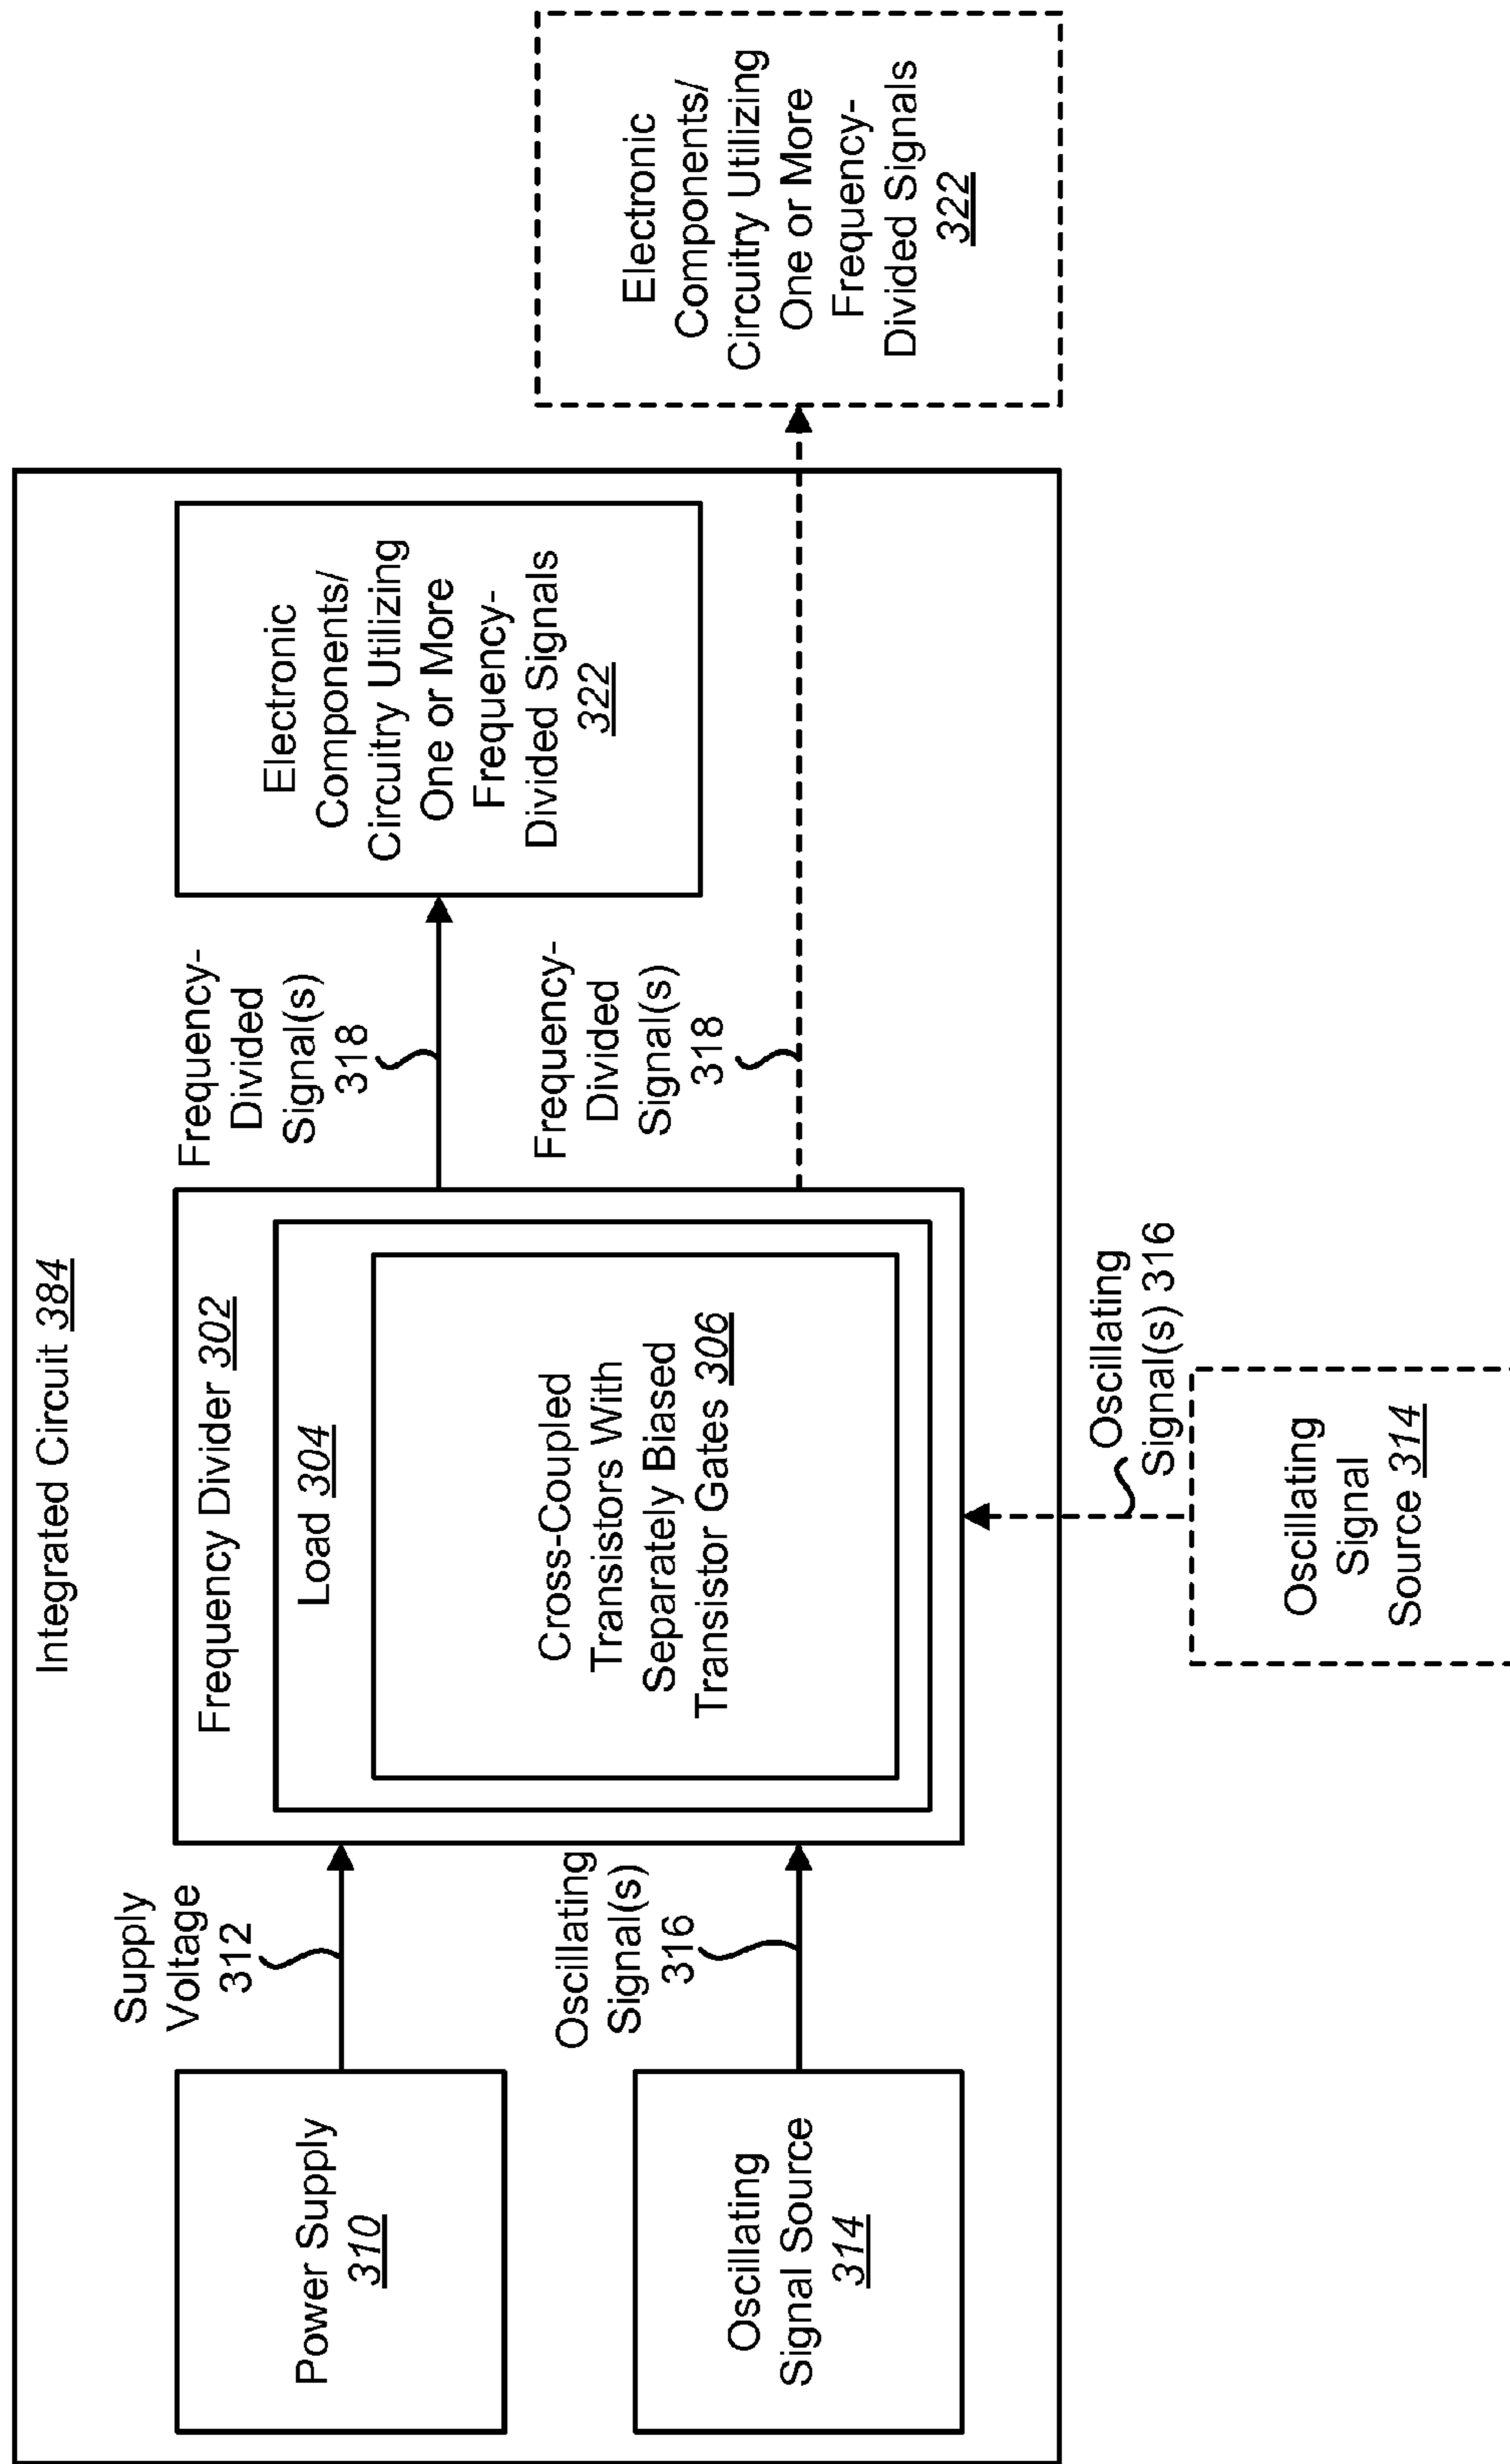 Integrated Circuit 384
Power Supply
310
Supply
Voltage
312
Oscillating
Signal Source
314
Oscillating
Signal(s)
316
Frequency Divider 302
Load 304
Cross-Coupled
Transistors With
Separately Biased
Transistor Gates 306
Frequency-
Divided
Signal(s)
318
Frequency-
Divided
Signal(s)
318
Electronic
Components/
Circuitry Utilizing
One or More
Frequency-
Divided Signals
322
Electronic
Components/
Circuitry Utilizing
One or More
Frequency-
Divided Signals
322
Oscillating
Signal(s) 316
Oscillating
Signal
Source 314